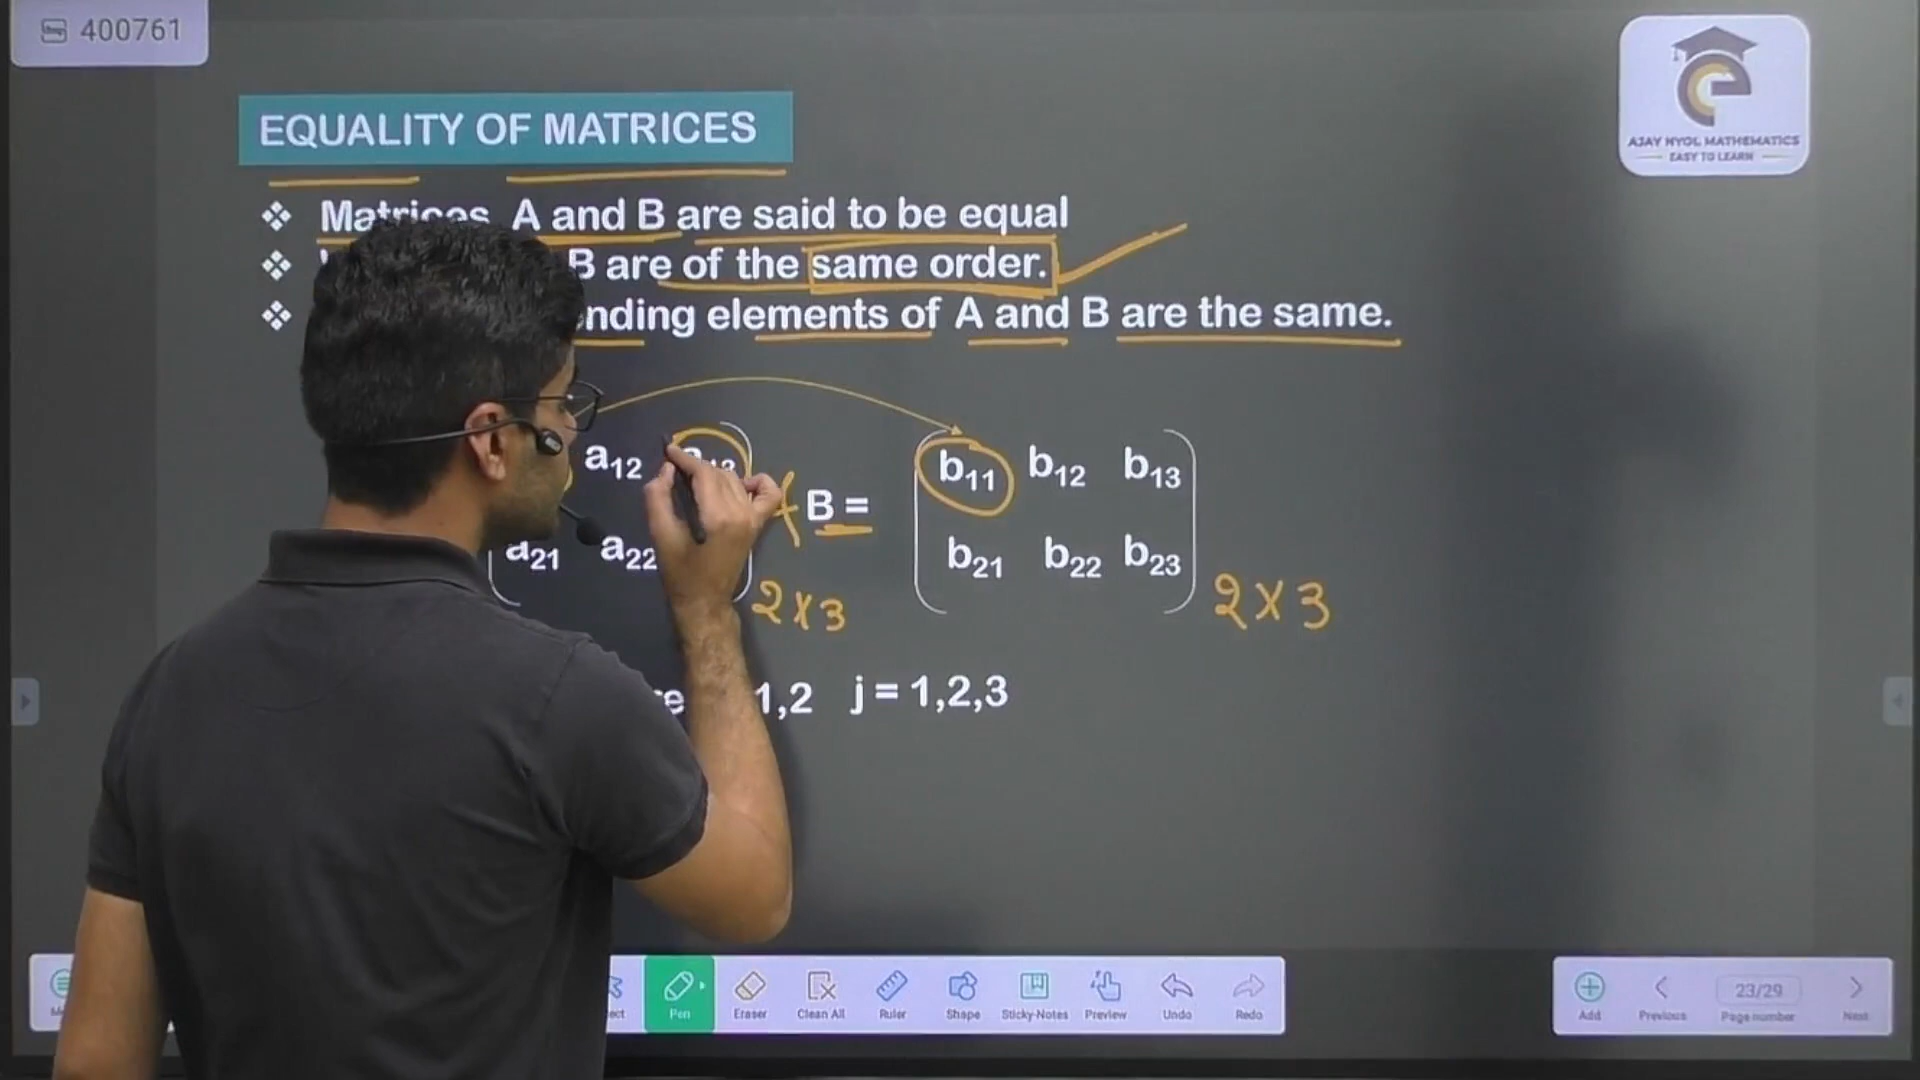 400761
AJAY NYOL MATHEMATICS
EASY TO LEARN
EQUALITY OF MATRICES
❖ Matrices A and B are said to be equal
❖ B are of the same order.
❖ nding elements of A and B are the same.
a12 b11 b12 b13
B =
a21 a22 b21 b22 b23
2x3 2x3
1,2 j = 1,2,3
Pen Eraser Clean All Ruler Shape Sticky-Notes Preview Undo Redo
Add Previous 23/29 Page number Next